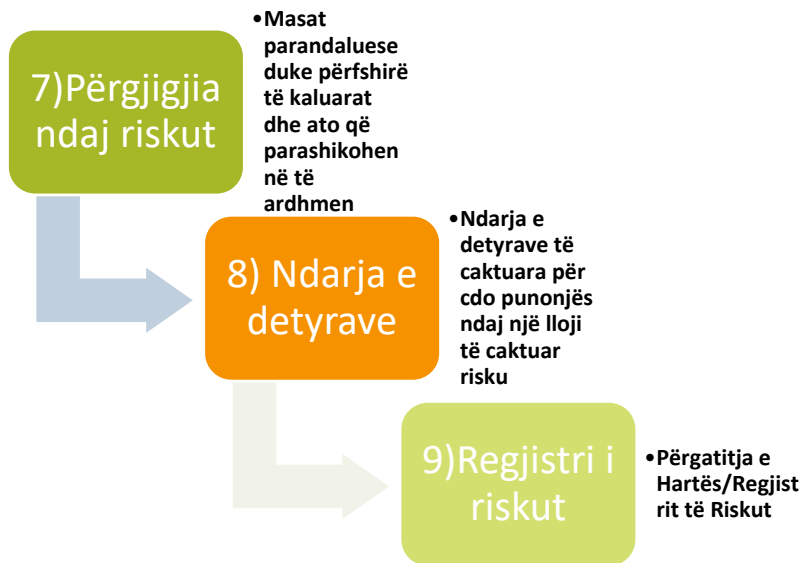 7)Përgjigjia
ndaj riskut
•Masat
parandaluese
duke përfshirë
të kaluarat
dhe ato që
parashikohen
në të
ardhmen
8) Ndarja e
detyrave
•Ndarja e
detyrave të
caktuara për
cdo punonjës
ndaj një lloji
të caktuar
risku
9)Regjistri i
riskut
•Përgatitja e
Hartës/Regjist
rit të Riskut